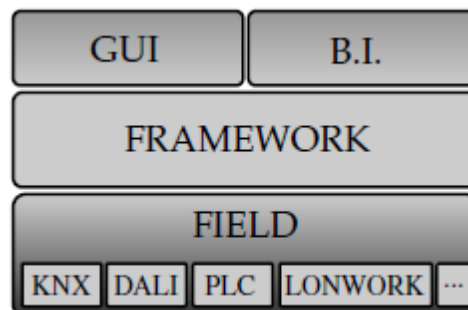 GUI B.I.
FRAMEWORK
FIELD
KNX DALI PLC LONWORK ...